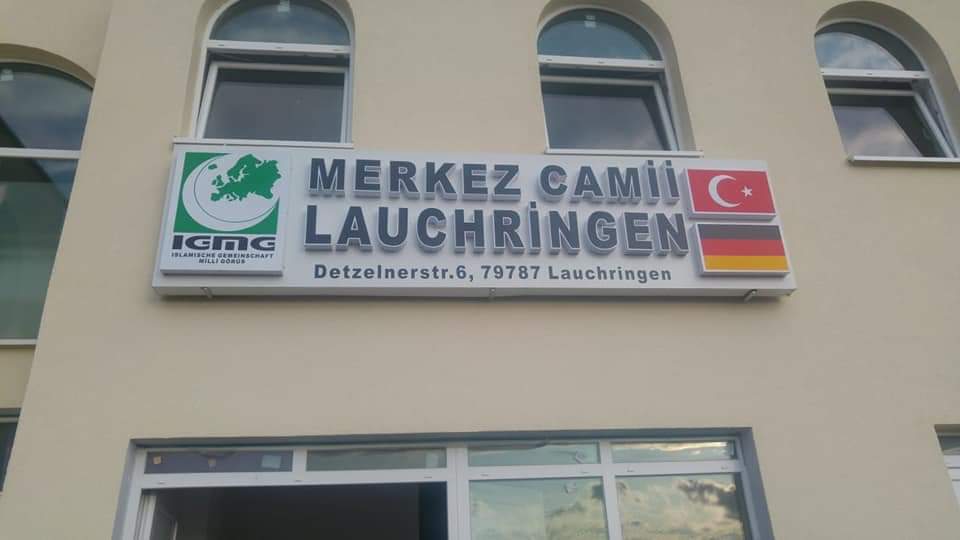 IGMG
ISLAMISCHE GEMEINSCHAFT
MILLI GÖRÜS
MERKEZ CAMİİ
LAUCHRİNGEN
Detzelnerstr.6, 79787 Lauchringen